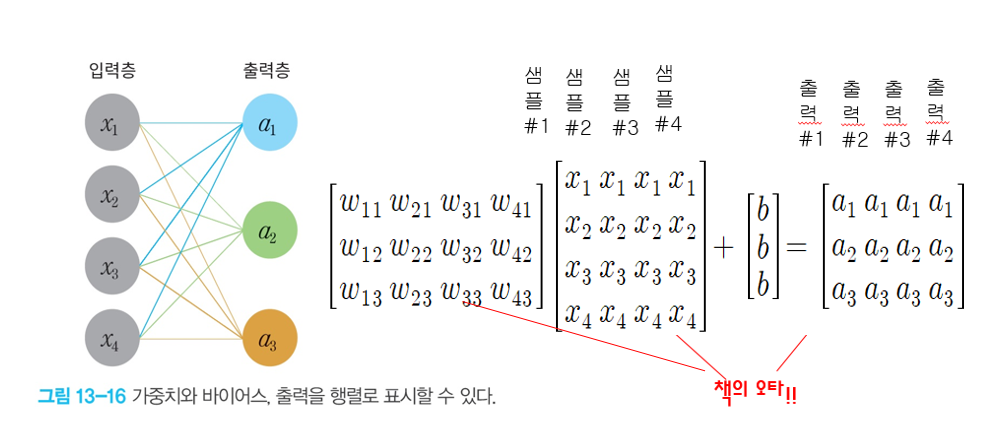 입력층 출력층
x₁ a₁
x₂ a₂
x₃ a₃
x₄
샘플 #1 샘플 #2 샘플 #3 샘플 #4
출력 #1 출력 #2 출력 #3 출력 #4
w₁₁ w₂₁ w₃₁ w₄₁
w₁₂ w₂₂ w₃₂ w₄₂
w₁₃ w₂₃ w₃₃ w₄₃
x₁ x₁ x₁ x₁
x₂ x₂ x₂ x₂
x₃ x₃ x₃ x₃
x₄ x₄ x₄ x₄
+
b
b
b
=
a₁ a₁ a₁ a₁
a₂ a₂ a₂ a₂
a₃ a₃ a₃ a₃
책의 오타!!
그림 13-16 가중치와 바이어스, 출력을 행렬로 표시할 수 있다.